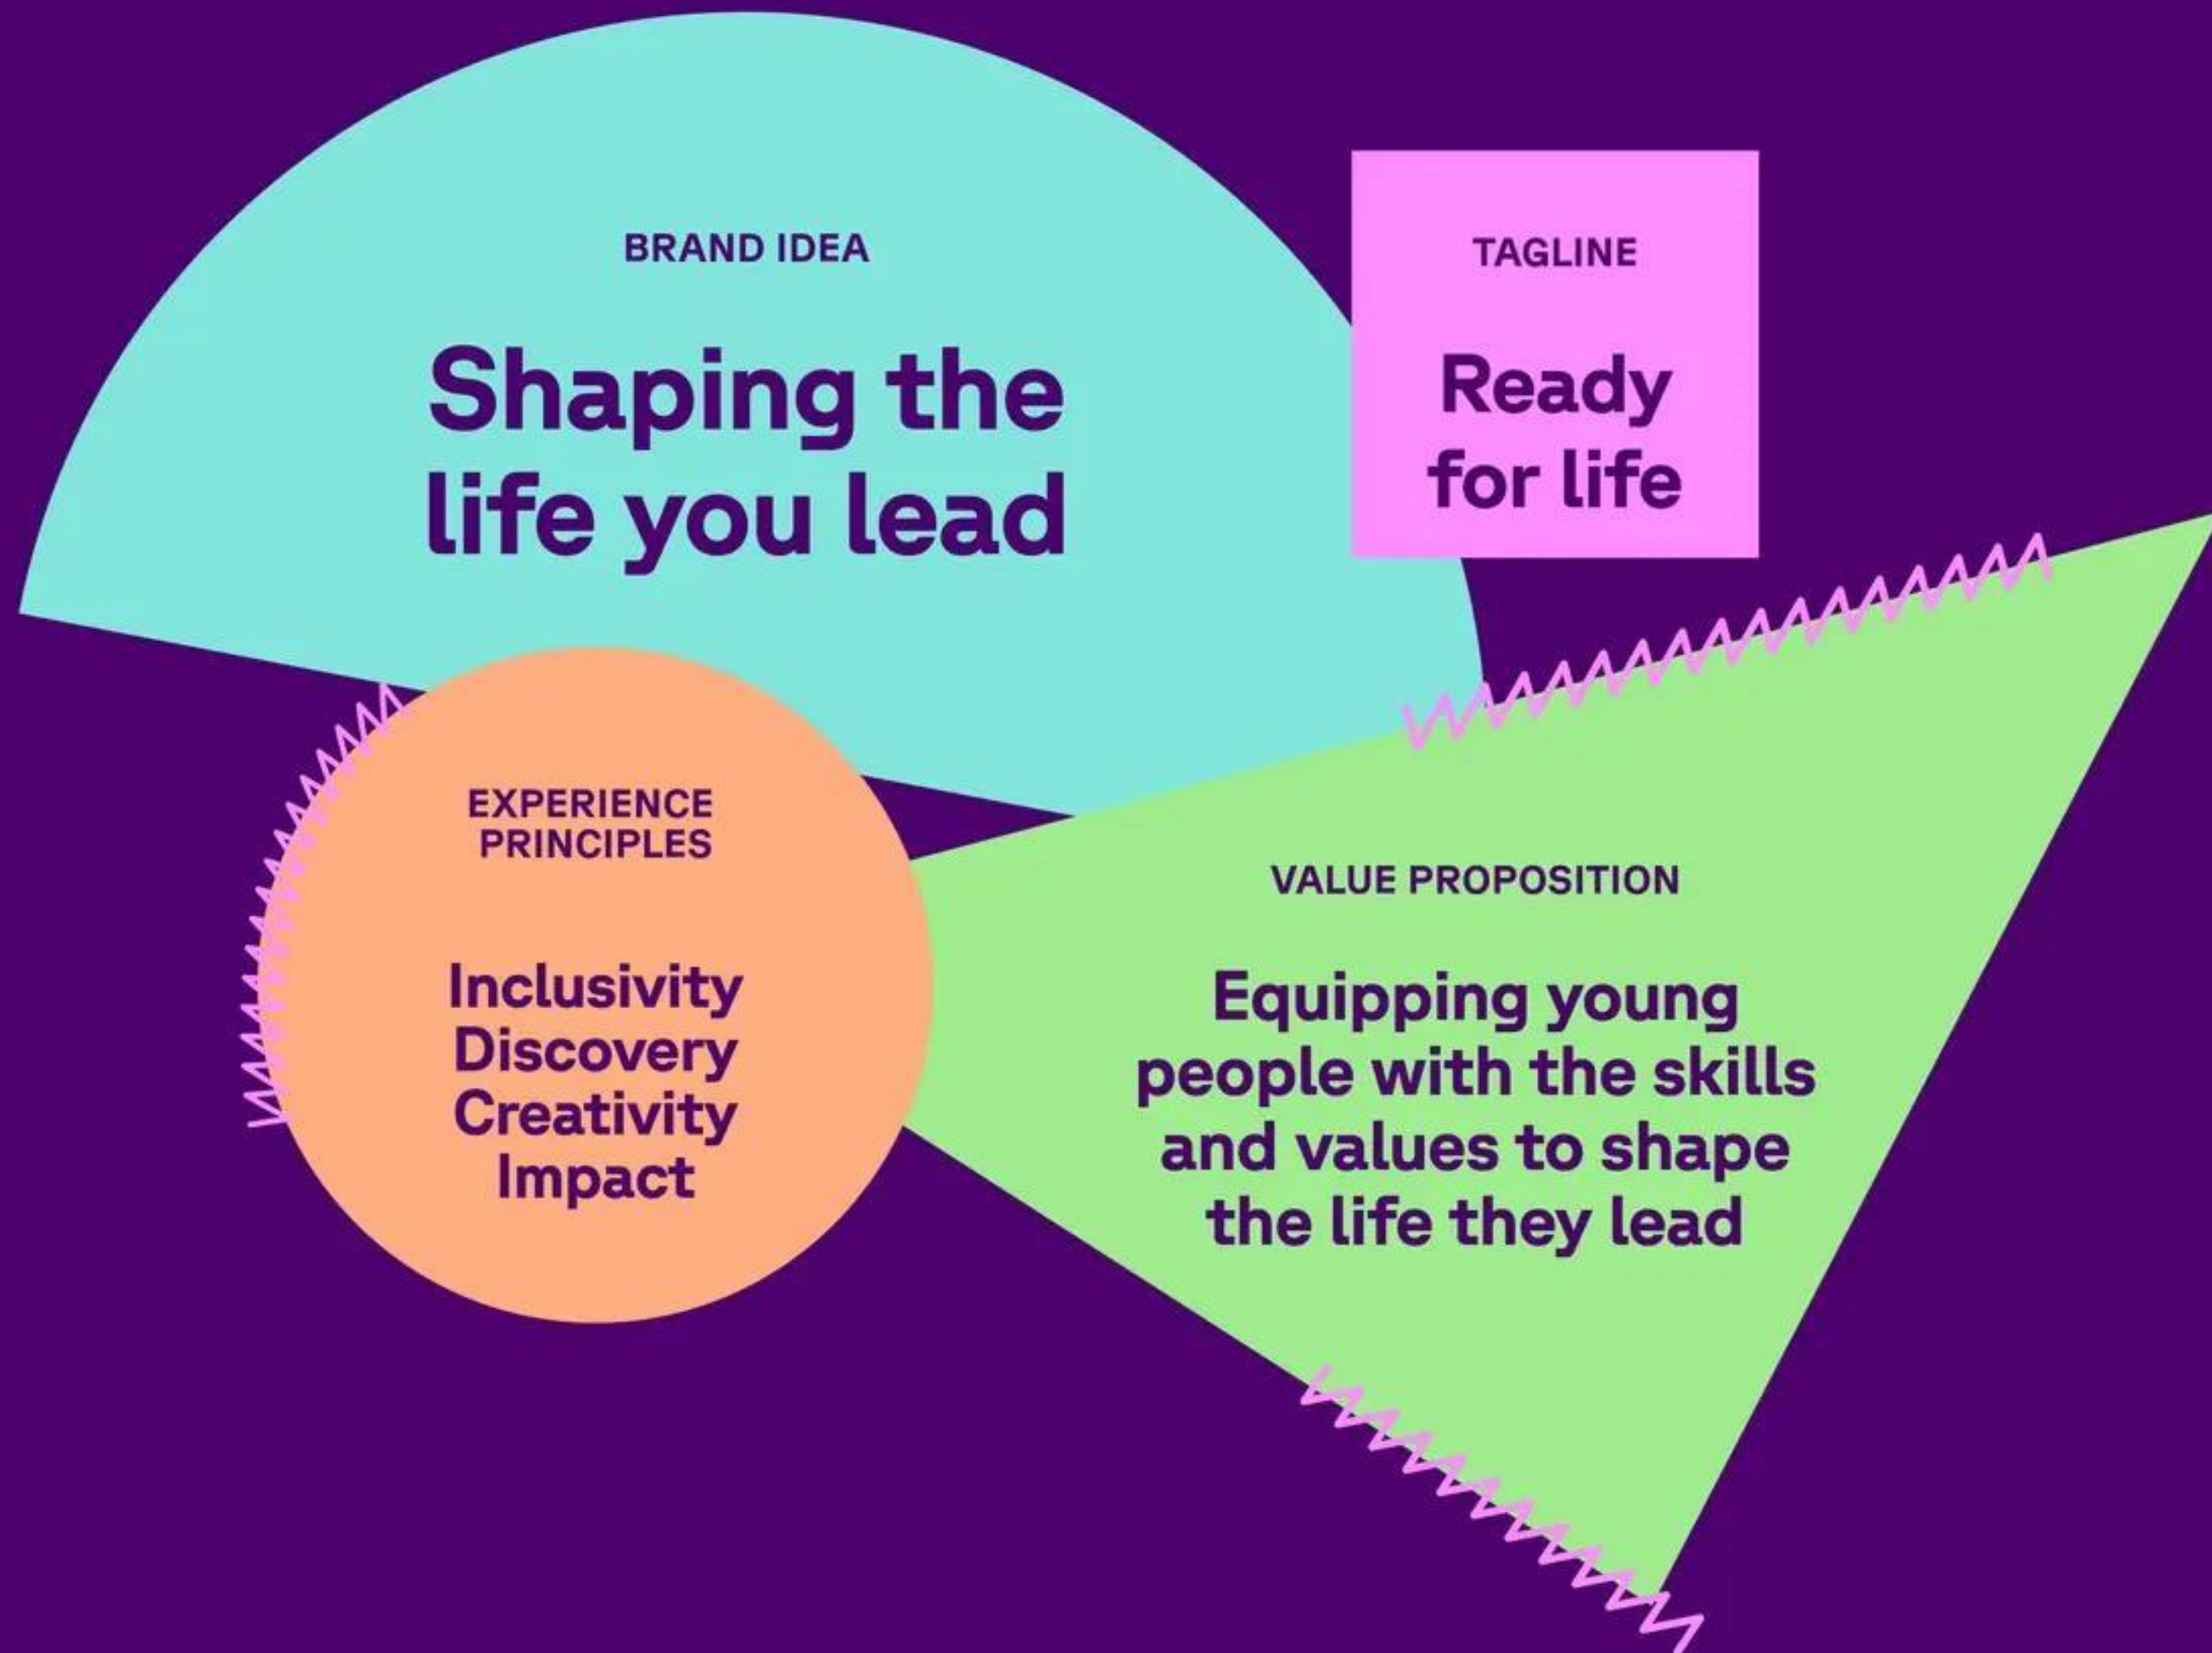 BRAND IDEA
Shaping the
life you lead
TAGLINE
Ready
for life
EXPERIENCE
PRINCIPLES
Inclusivity
Discovery
Creativity
Impact
VALUE PROPOSITION
Equipping young
people with the skills
and values to shape
the life they lead